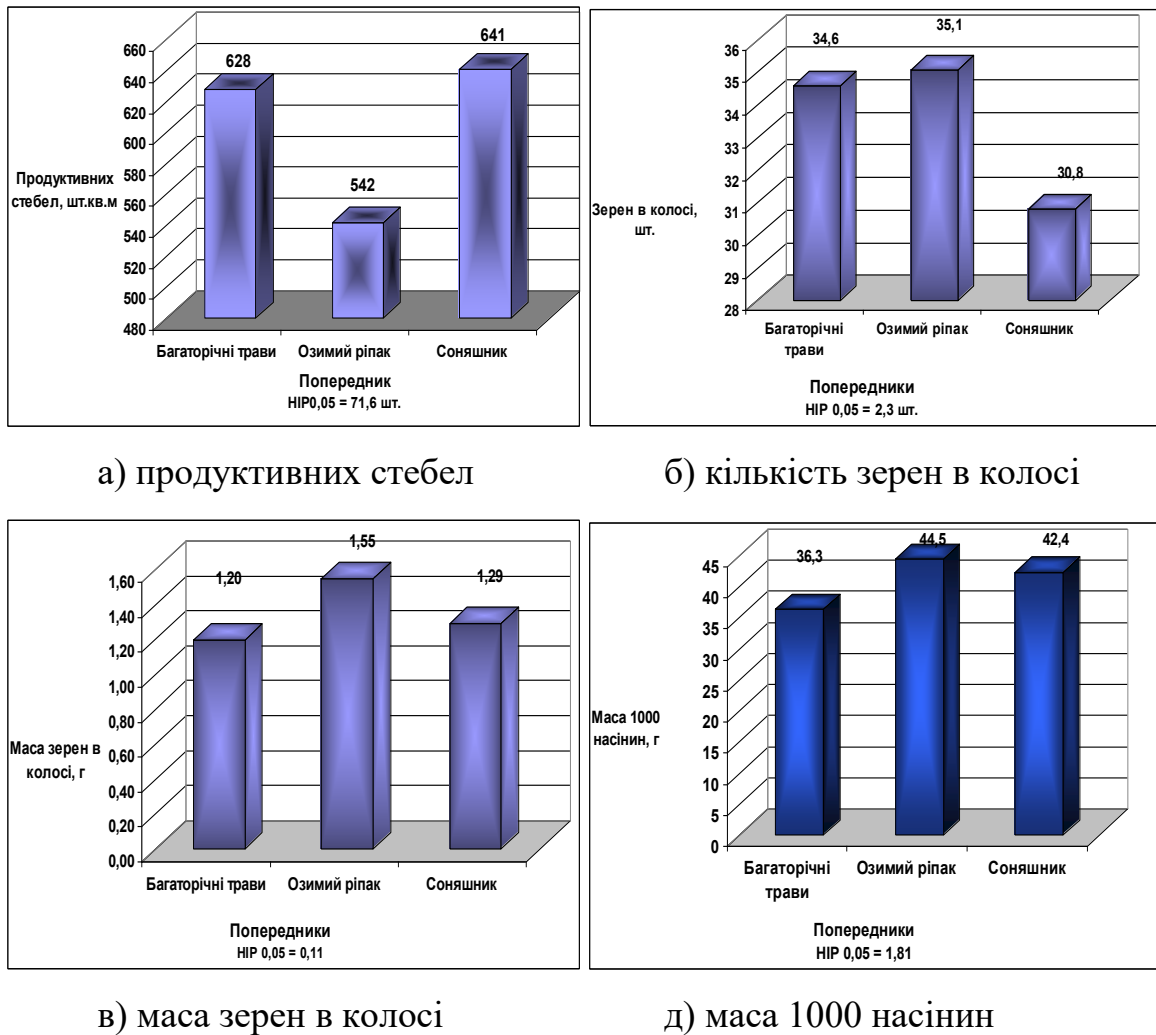 660
640
620
600
580
560
540
520
500
480
Продуктивних
стебел, шт.кв.м
628
542
641
Багаторічні трави Озимий ріпак Соняшник
Попередник
НІР0,05 = 71,6 шт.
36
35
34
33
32
31
30
29
28
Зерен в колосі,
шт.
34,6
35,1
30,8
Багаторічні Озимий ріпак Соняшник
трави
Попередники
НІР 0,05 = 2,3 шт.
а) продуктивних стебел
б) кількість зерен в колосі
1,60
1,40
1,20
1,00
0,80
0,60
0,40
0,20
0,00
Маса зерен в
колосі, г
1,20
1,55
1,29
Багаторічні трави Озимий ріпак Соняшник
Попередники
НІР 0,05 = 0,11
45
40
35
30
25
20
15
10
5
0
Маса 1000
насінин, г
36,3
44,5
42,4
Багаторічні Озимий ріпак Соняшник
трави
Попередники
НІР 0,05 = 1,81
в) маса зерен в колосі
д) маса 1000 насінин